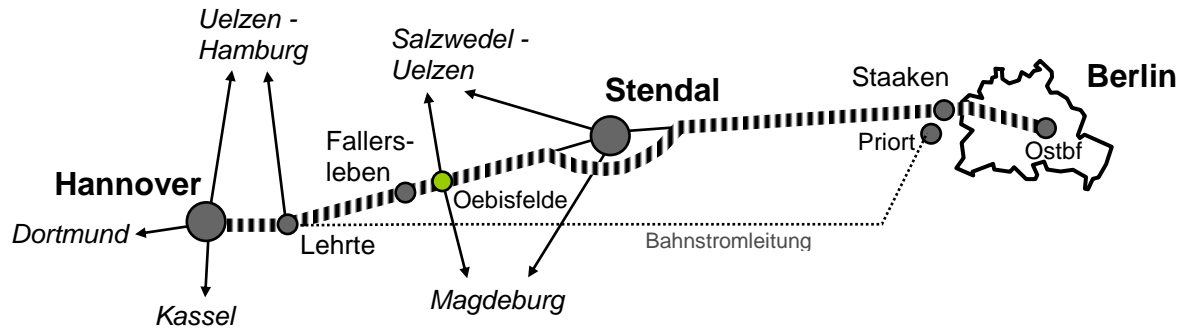 Uelzen -
Hamburg
Salzwedel -
Uelzen
Stendal
Staaken
Berlin
Fallers-
leben
Priort
Ostbf
Hannover
Oebisfelde
Dortmund
Lehrte
Bahnstromleitung
Kassel
Magdeburg